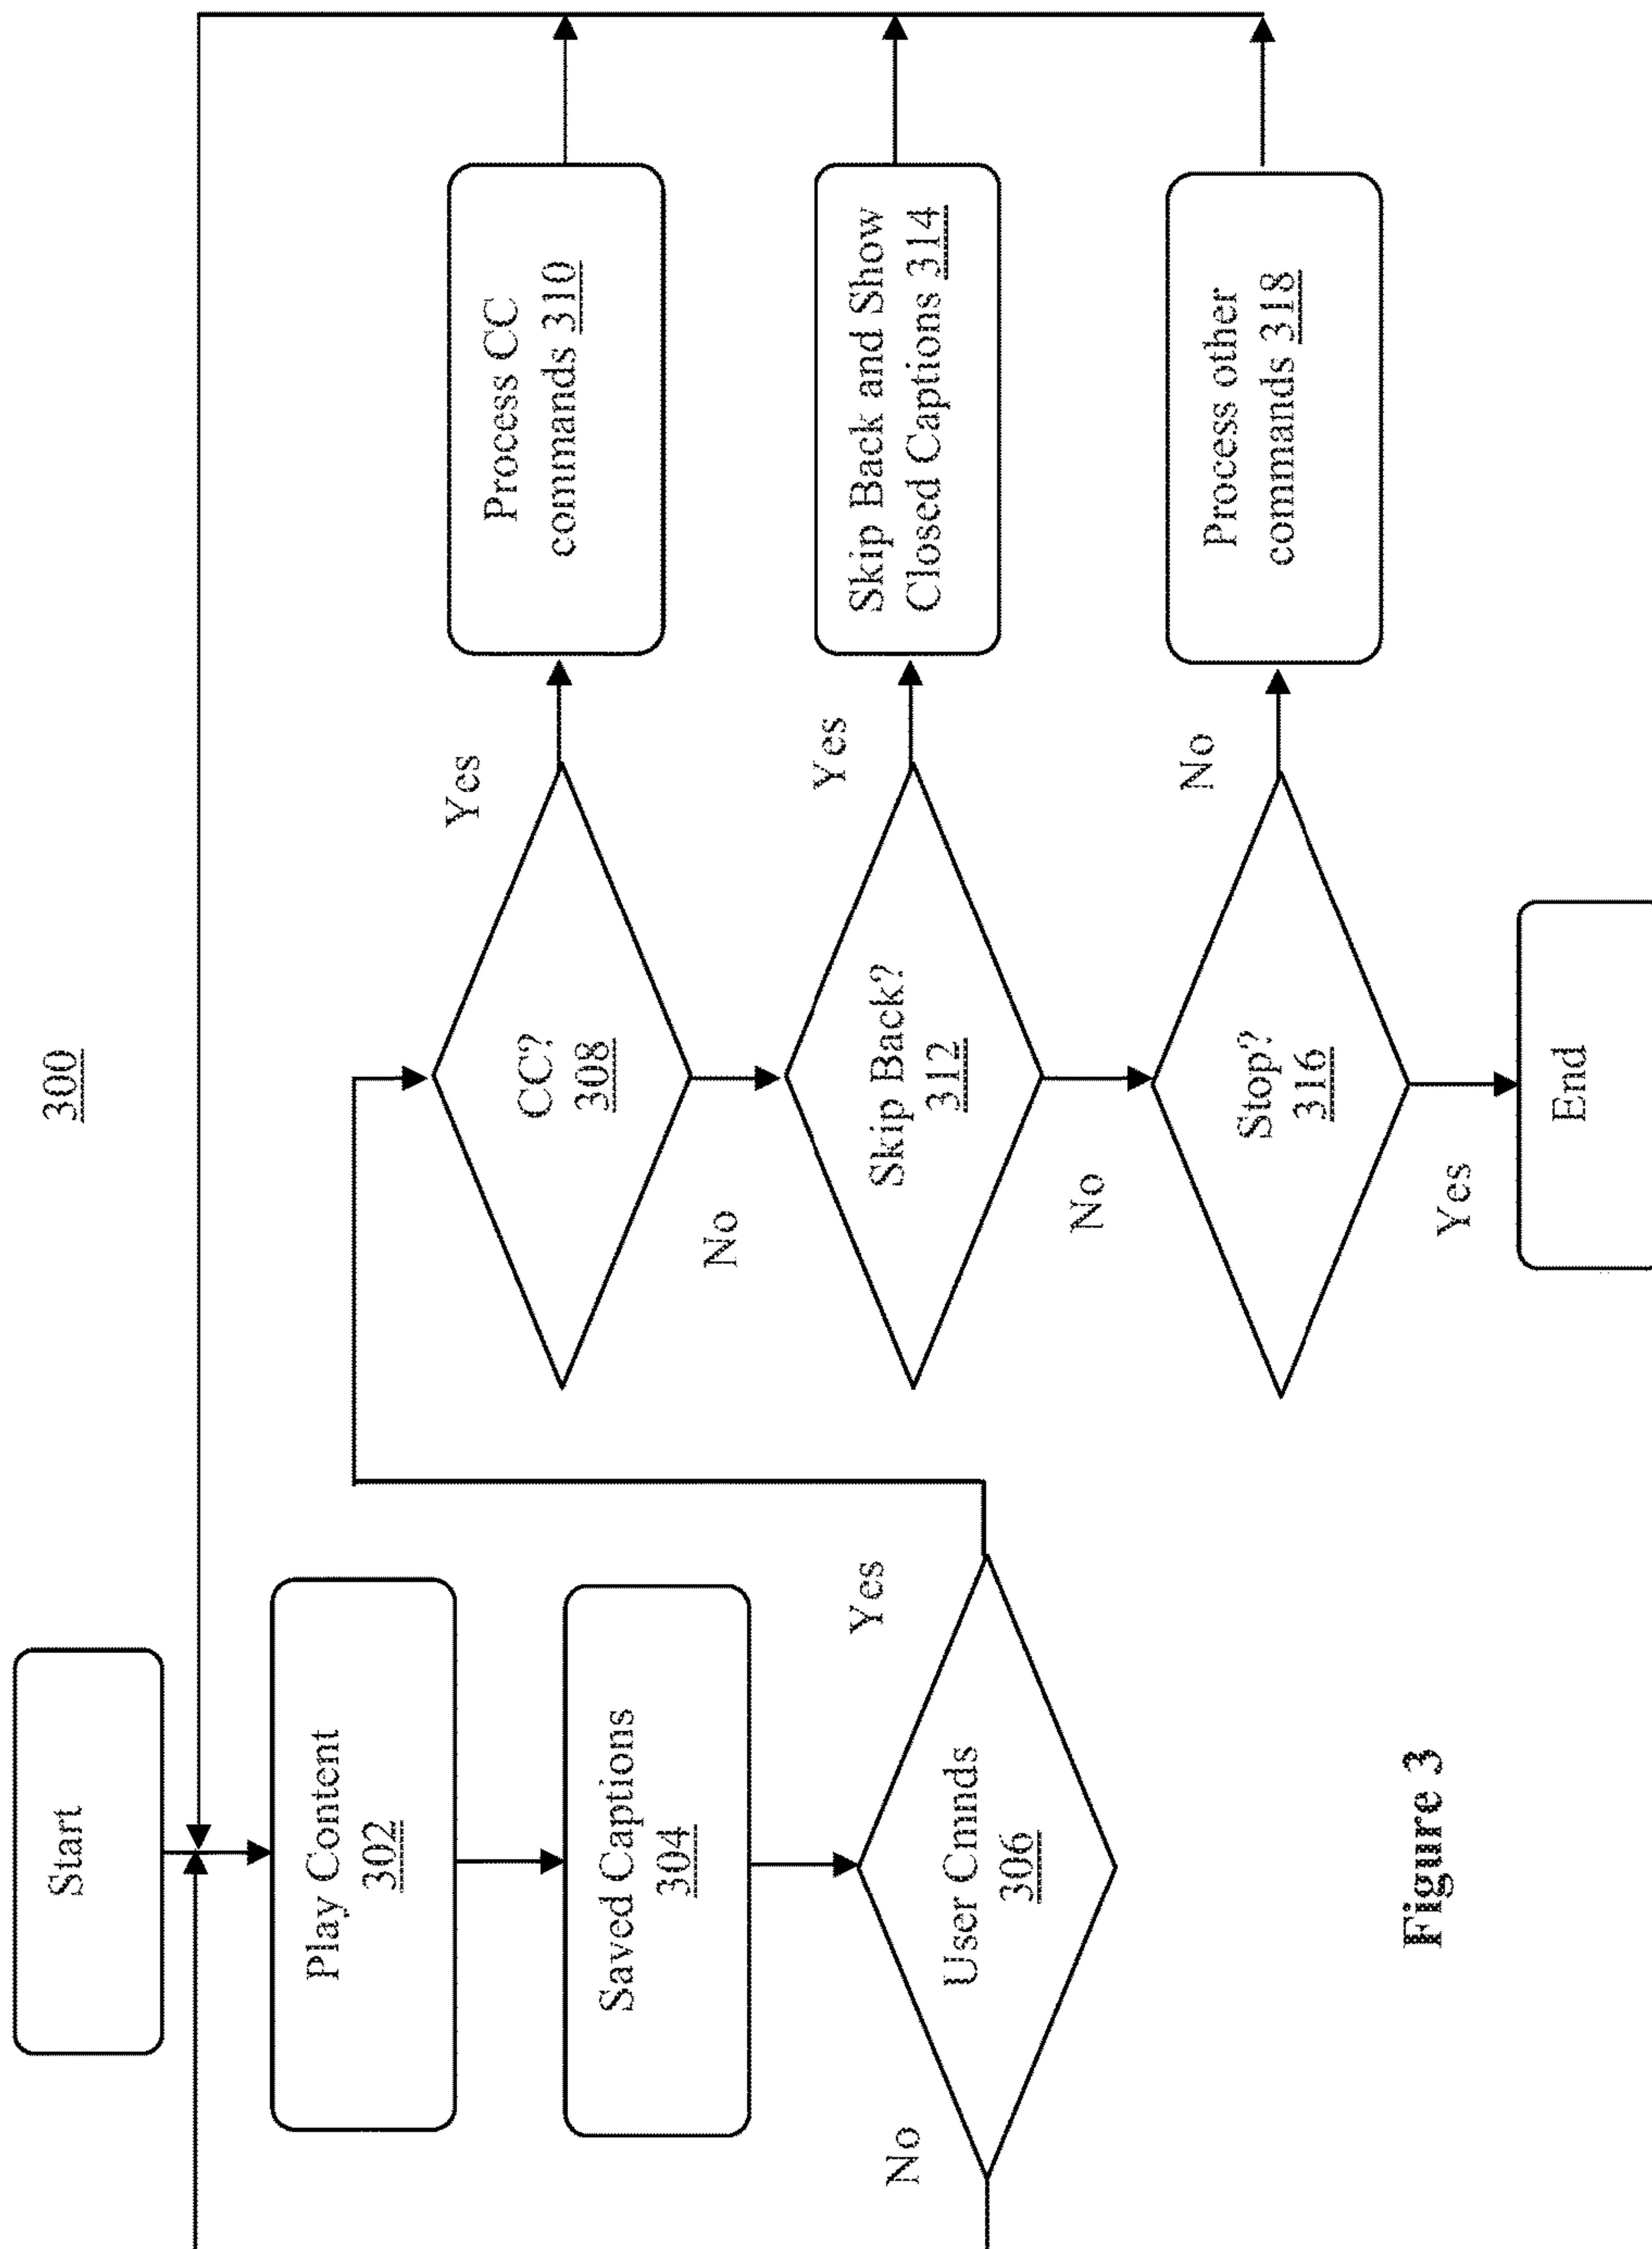 300
Start
Play Content
302
Saved Captions
304
User Cmnds
306
Yes
No
CC?
308
Yes
No
Process CC
commands 310
Skip Back?
312
Yes
No
Skip Back and Show
Closed Captions 314
Stop?
316
No
Yes
Process other
commands 318
End
Figure 3